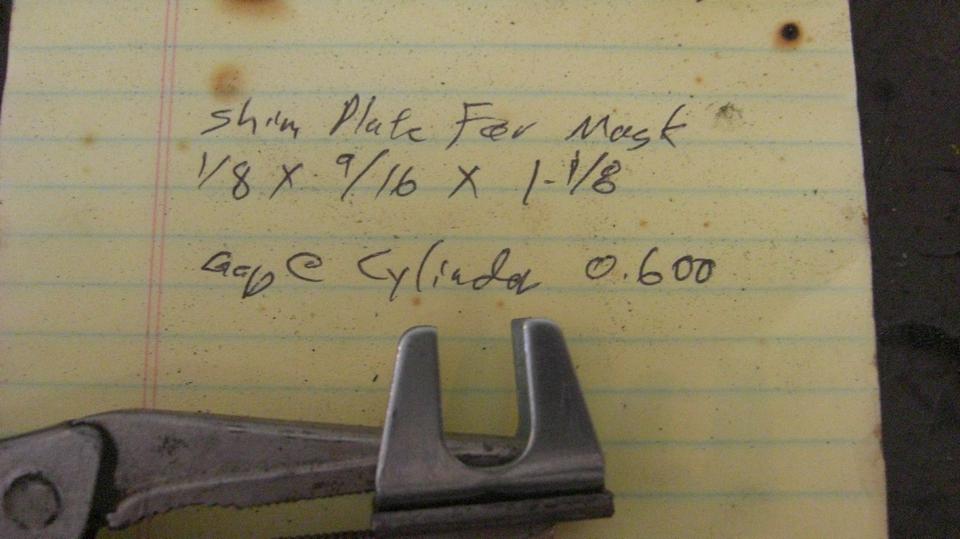 Shim Plate For Mask
1/8 X 9/16 X 1-1/8
Gap @ Cylinder 0.600